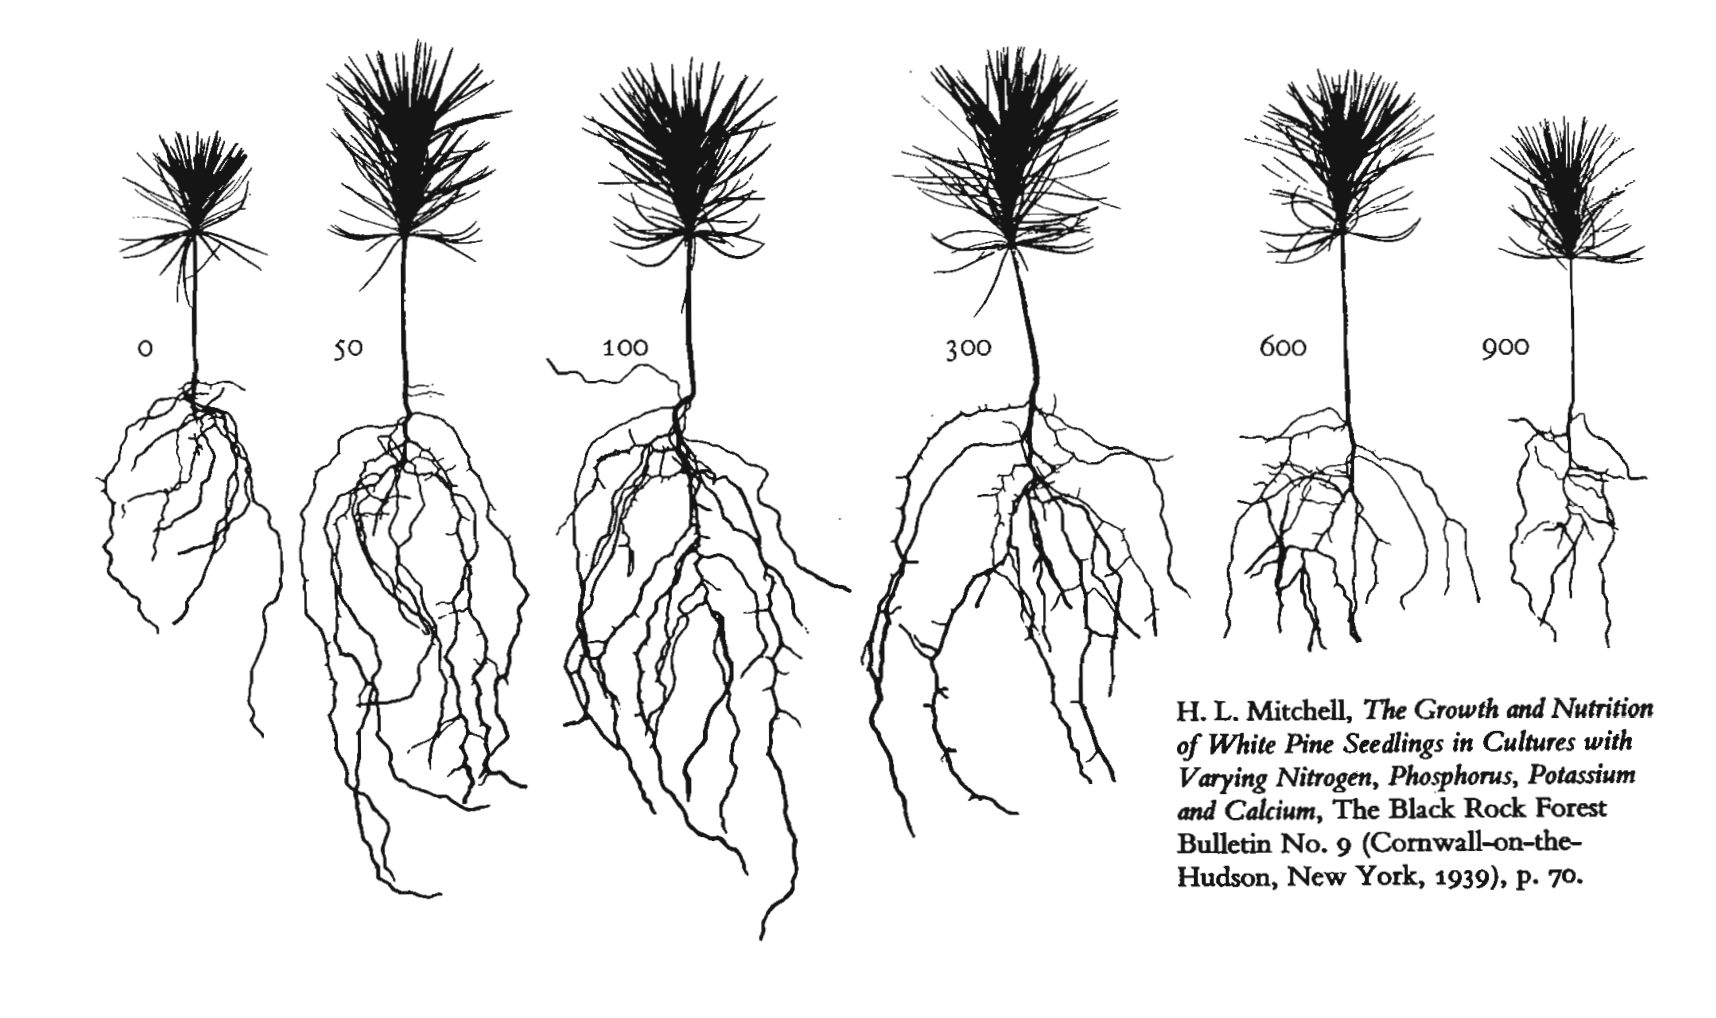 0 50 100 300 600 900
H. L. Mitchell, The Growth and Nutrition
of White Pine Seedlings in Cultures with
Varying Nitrogen, Phosphorus, Potassium
and Calcium, The Black Rock Forest
Bulletin No. 9 (Cornwall-on-the-
Hudson, New York, 1939), p. 70.